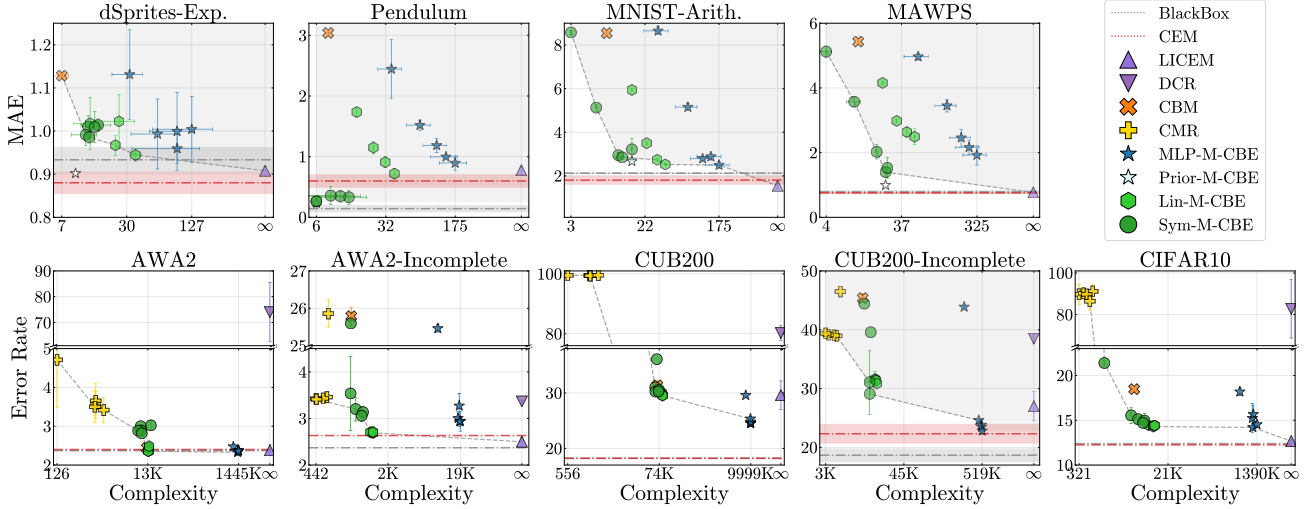 dSprites-Exp.
Pendulum
MNIST-Arith.
MAWPS
MAE
1.2
1.1
1.0
0.9
0.8
7
30
127
∞
3
2
1
0
6
32
175
∞
8
6
4
2
0
3
22
175
∞
6
4
2
0
4
37
325
∞
BlackBox
CEM
LICEM
DCR
CBM
CMR
MLP-M-CBE
Prior-M-CBE
Lin-M-CBE
Sym-M-CBE
AWA2
AWA2-Incomplete
CUB200
CUB200-Incomplete
CIFAR10
Error Rate
90
80
70
5
4
3
2
126
13K
1445K
∞
Complexity
27
26
25
4
3
2
442
2K
19K
∞
Complexity
100
80
30
20
556
74K
9999K
∞
Complexity
50
40
30
20
3K
45K
519K
∞
Complexity
100
80
20
15
10
321
21K
1390K
∞
Complexity